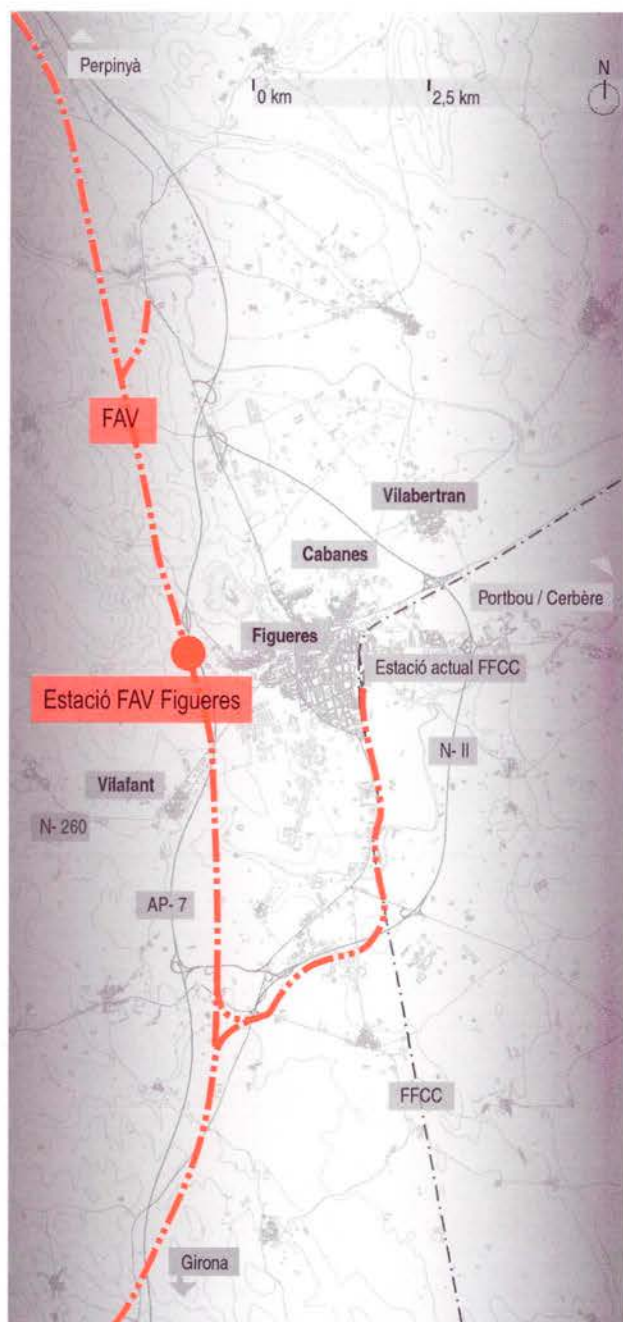 Perpinyà
N
0 km
2,5 km
FAV
Vilabertran
Cabanes
Portbou / Cerbère
Figueres
Estació actual FFCC
Estació FAV Figueres
N- II
Vilafant
N- 260
AP- 7
FFCC
Girona